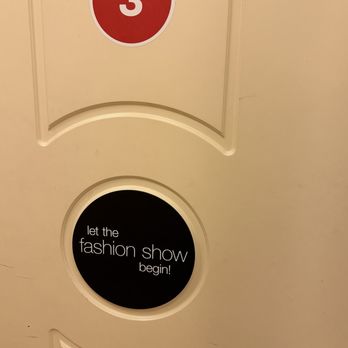 3
let the
fashion show
begin!